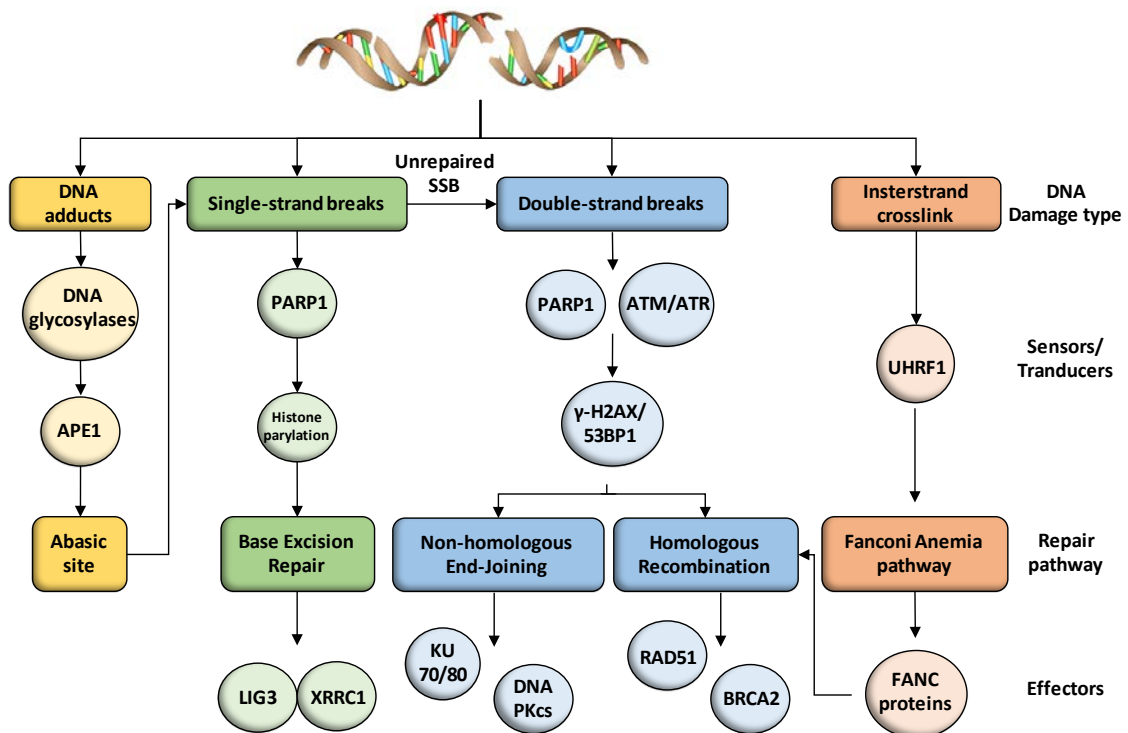 Unrepaired
SSB
DNA
adducts
Single-strand breaks
Double-strand breaks
Insterstrand
crosslink
DNA
Damage type
DNA
glycosylases
PARP1
PARP1
ATM/ATR
UHRF1
Sensors/
Tranducers
APE1
Histone
parylation
γ-H2AX/
53BP1
Abasic
site
Base Excision
Repair
Non-homologous
End-Joining
Homologous
Recombination
Fanconi Anemia
pathway
Repair
pathway
LIG3
XRRC1
KU
70/80
DNA
PKcs
RAD51
BRCA2
FANC
proteins
Effectors